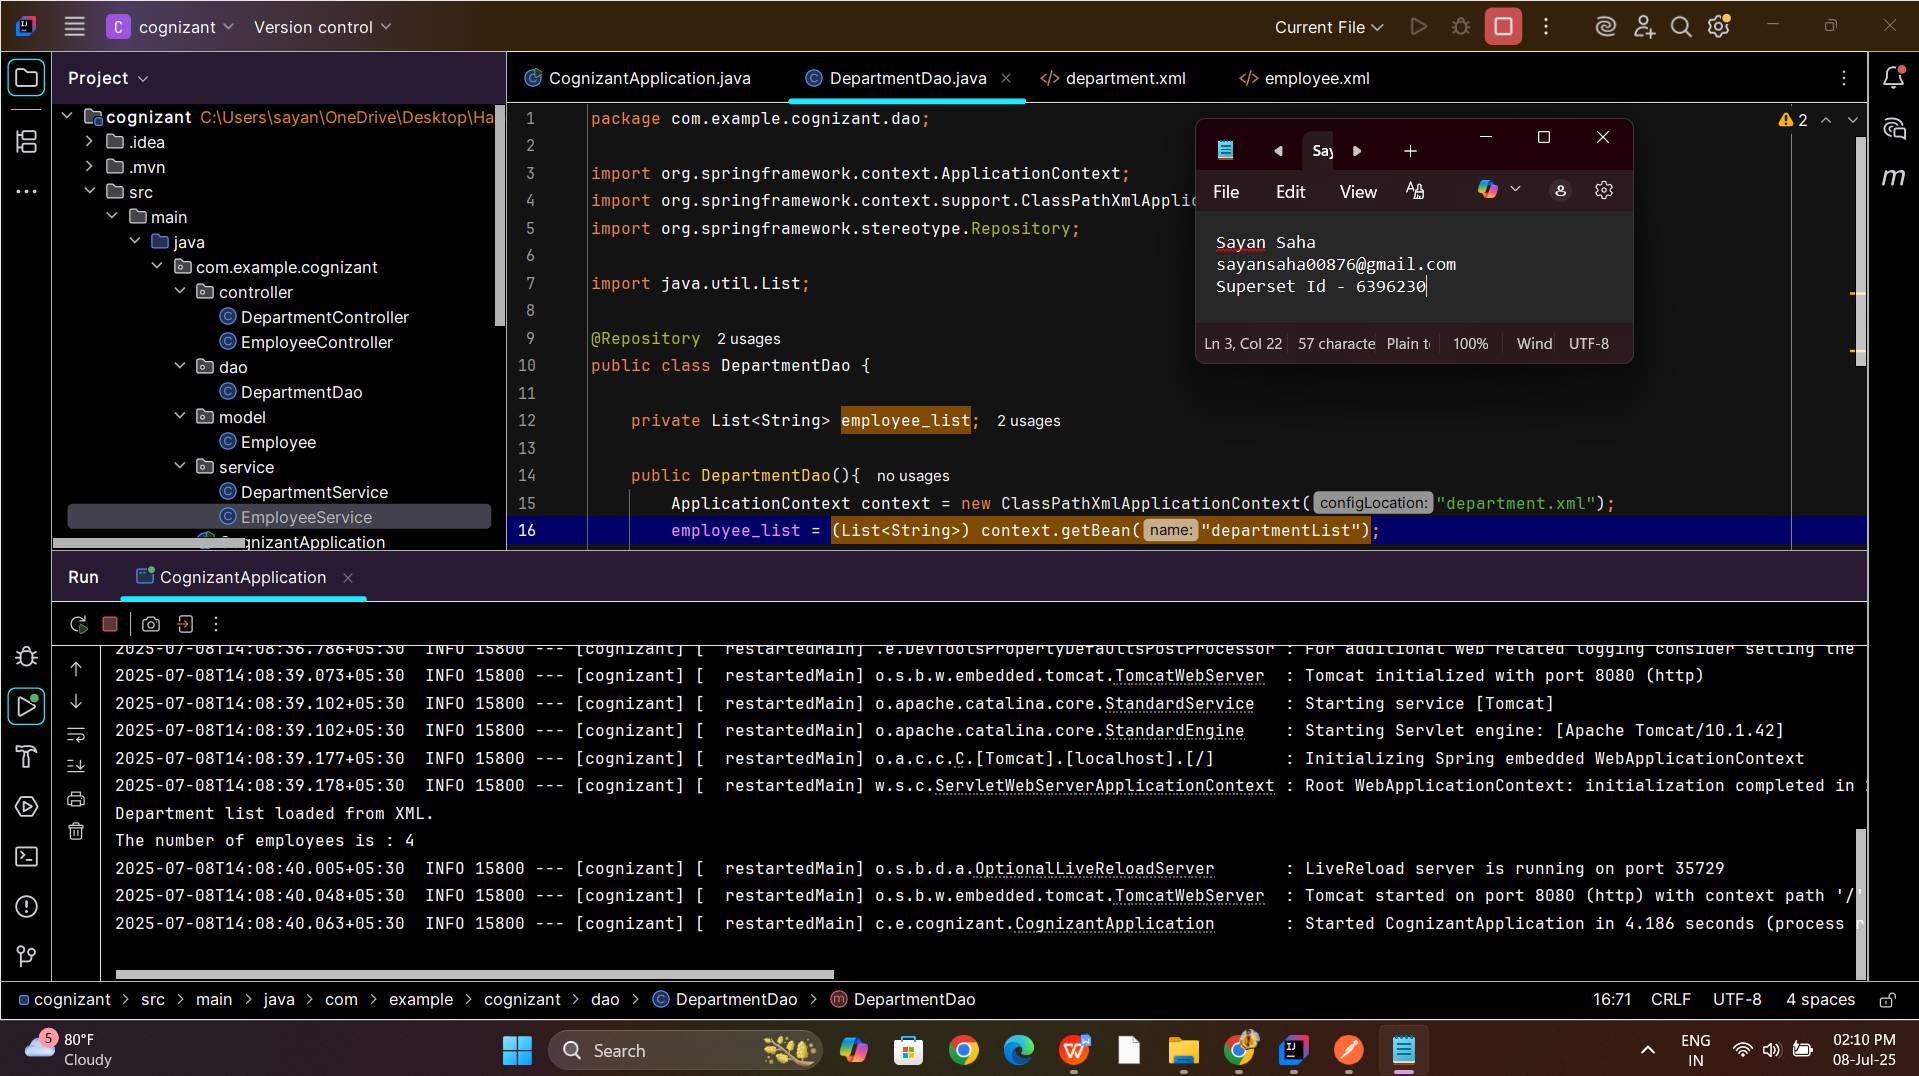 C cognizant
Version control
Current File
Project
cognizant C:\Users\sayan\OneDrive\Desktop\Ha
.idea
.mvn
src
main
java
com.example.cognizant
controller
DepartmentController
EmployeeController
dao
DepartmentDao
model
Employee
service
DepartmentService
EmployeeService
CognizantApplication.java
DepartmentDao.java
department.xml
employee.xml
2
1 package com.example.cognizant.dao;
2
3 import org.springframework.context.ApplicationContext;
4 import org.springframework.context.support.ClassPathXmlApplic
5 import org.springframework.stereotype.Repository;
6
7 import java.util.List;
8
9 @Repository 2 usages
10 public class DepartmentDao {
11
12 private List<String> employee_list; 2 usages
13
14 public DepartmentDao(){ no usages
15 ApplicationContext context = new ClassPathXmlApplicationContext( configLocation: "department.xml");
16 employee_list = (List<String>) context.getBean( name: "departmentList");
Say
File Edit View
Sayan Saha
sayansaha00876@gmail.com
Superset Id - 6396230
Ln 3, Col 22 57 characte Plain t 100% Wind UTF-8
Run CognizantApplication
2025-07-08T14:08:36.786+05:30 INFO 15800 --- [cognizant] [ restartedMain] .e.DevToolsPropertyDefaultsPostProcessor : For additional web related logging consider setting the
2025-07-08T14:08:39.073+05:30 INFO 15800 --- [cognizant] [ restartedMain] o.s.b.w.embedded.tomcat.TomcatWebServer : Tomcat initialized with port 8080 (http)
2025-07-08T14:08:39.102+05:30 INFO 15800 --- [cognizant] [ restartedMain] o.apache.catalina.core.StandardService : Starting service [Tomcat]
2025-07-08T14:08:39.102+05:30 INFO 15800 --- [cognizant] [ restartedMain] o.apache.catalina.core.StandardEngine : Starting Servlet engine: [Apache Tomcat/10.1.42]
2025-07-08T14:08:39.177+05:30 INFO 15800 --- [cognizant] [ restartedMain] o.a.c.c.C.[Tomcat].[localhost].[/] : Initializing Spring embedded WebApplicationContext
2025-07-08T14:08:39.178+05:30 INFO 15800 --- [cognizant] [ restartedMain] w.s.c.ServletWebServerApplicationContext : Root WebApplicationContext: initialization completed in
Department list loaded from XML.
The number of employees is : 4
2025-07-08T14:08:40.005+05:30 INFO 15800 --- [cognizant] [ restartedMain] o.s.b.d.a.OptionalLiveReloadServer : LiveReload server is running on port 35729
2025-07-08T14:08:40.048+05:30 INFO 15800 --- [cognizant] [ restartedMain] o.s.b.w.embedded.tomcat.TomcatWebServer : Tomcat started on port 8080 (http) with context path '/'
2025-07-08T14:08:40.063+05:30 INFO 15800 --- [cognizant] [ restartedMain] c.e.cognizant.CognizantApplication : Started CognizantApplication in 4.186 seconds (process r
cognizant > src > main > java > com > example > cognizant > dao > DepartmentDao > DepartmentDao
16:71 CRLF UTF-8 4 spaces
5 80°F
Cloudy
Search
ENG
IN
02:10 PM
08-Jul-25